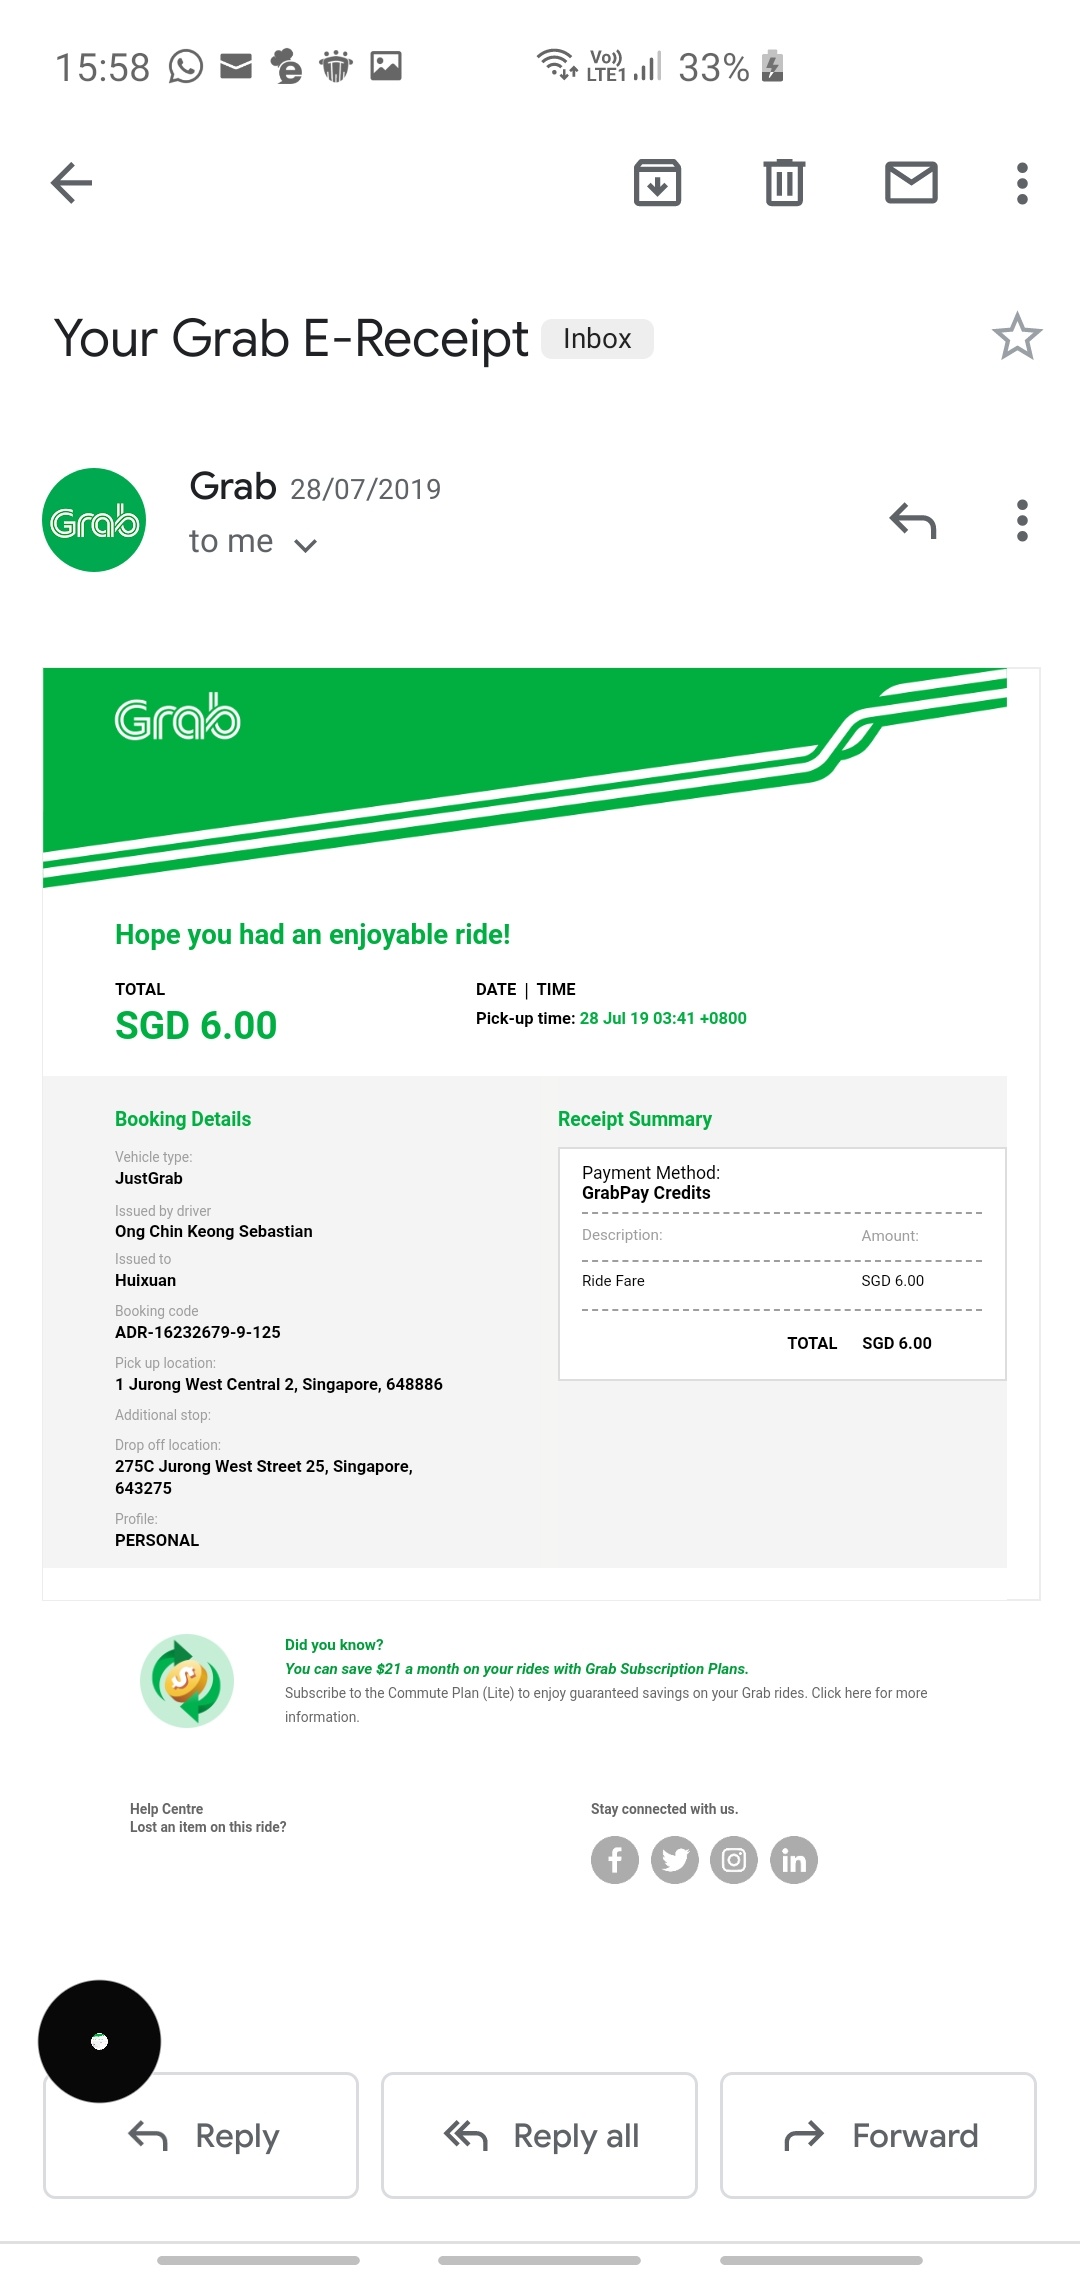 15:58 Vo)) LTE1 33%
Your Grab E-Receipt Inbox
Grab 28/07/2019
Grab
to me
Grab
Hope you had an enjoyable ride!
TOTAL DATE | TIME
SGD 6.00 Pick-up time: 28 Jul 19 03:41 +0800
Booking Details
Vehicle type:
JustGrab
Issued by driver
Ong Chin Keong Sebastian
Issued to
Huixuan
Booking code
ADR-16232679-9-125
Pick up location:
1 Jurong West Central 2, Singapore, 648886
Additional stop:
Drop off location:
275C Jurong West Street 25, Singapore,
643275
Profile:
PERSONAL
Receipt Summary
Payment Method:
GrabPay Credits
Description: Amount:
Ride Fare SGD 6.00
TOTAL SGD 6.00
Did you know?
You can save $21 a month on your rides with Grab Subscription Plans.
Subscribe to the Commute Plan (Lite) to enjoy guaranteed savings on your Grab rides. Click here for more
information.
Help Centre
Lost an item on this ride?
Stay connected with us.
Reply Reply all Forward